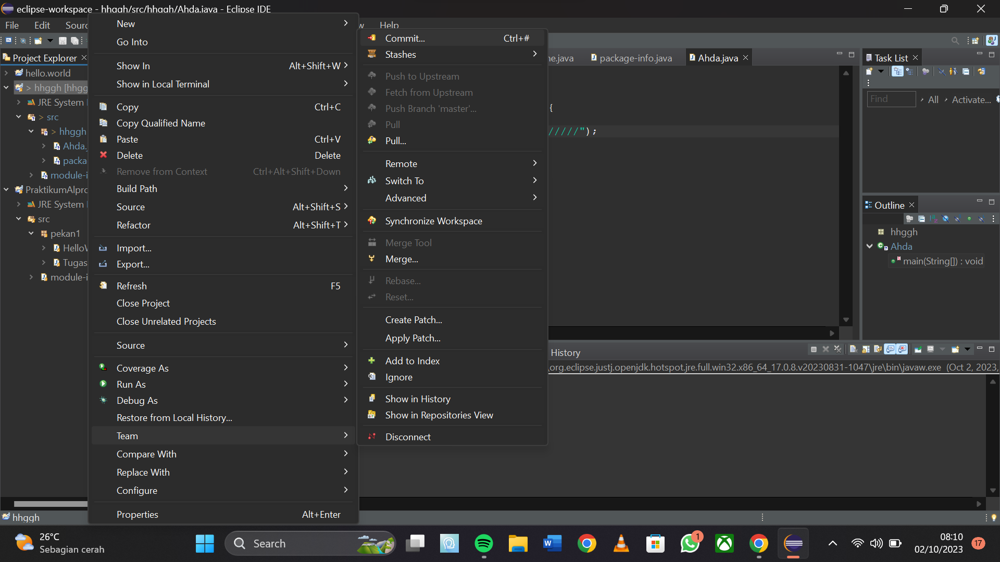 eclipse-workspace - hhggh/src/hhggh/Ahda.java - Eclipse IDE
File
Edit
Sourc
Help
Project Explorer
hello.world
> hhggh [hhgg
JRE System
> src
> hhggh
Ahda.
packa
module-i
PraktikumAlpro
JRE System
src
pekan1
HelloW
Tugas
module-i
hhggh
New
Go Into
Show In Alt+Shift+W
Show in Local Terminal
Copy Ctrl+C
Copy Qualified Name
Paste Ctrl+V
Delete Delete
Remove from Context Ctrl+Alt+Shift+Down
Build Path
Source Alt+Shift+S
Refactor Alt+Shift+T
Import...
Export...
Refresh F5
Close Project
Close Unrelated Projects
Source
Coverage As
Run As
Debug As
Restore from Local History...
Team
Compare With
Replace With
Configure
Properties Alt+Enter
Commit... Ctrl+#
Stashes
Push to Upstream
Fetch from Upstream
Push Branch 'master'...
Pull
Pull...
Remote
Switch To
Advanced
Synchronize Workspace
Merge Tool
Merge...
Rebase...
Reset...
Create Patch...
Apply Patch...
Add to Index
Ignore
Show in History
Show in Repositories View
Disconnect
ne.java
package-info.java
Ahda.java
{
/////");
Task List
Find
All
Activate...
Outline
hhggh
Ahda
main(String[]) : void
History
\org.eclipse.justj.openjdk.hotspot.jre.full.win32.x86_64_17.0.8.v20230831-1047\jre\bin\javaw.exe (Oct 2, 2023,
26°C
Sebagian cerah
Search
1
08:10
02/10/2023
17